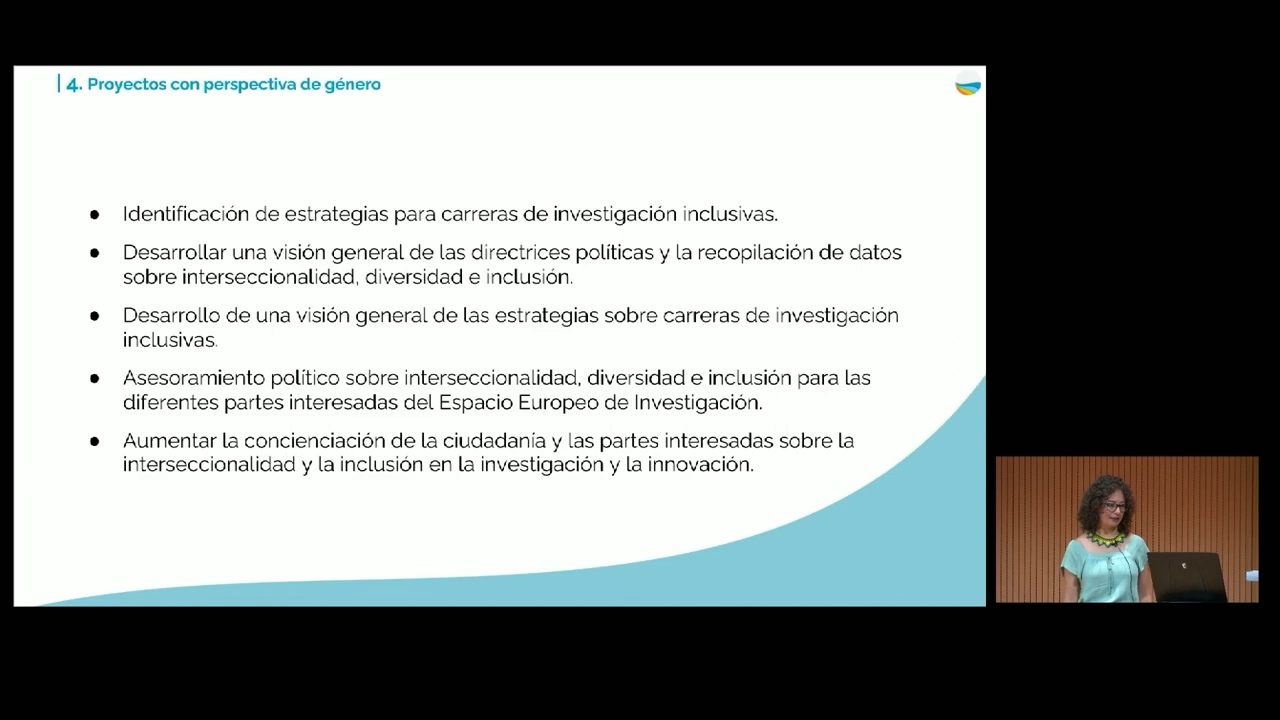 | 4. Proyectos con perspectiva de género
● Identificación de estrategias para carreras de investigación inclusivas.
● Desarrollar una visión general de las directrices políticas y la recopilación de datos
sobre interseccionalidad, diversidad e inclusión.
● Desarrollo de una visión general de las estrategias sobre carreras de investigación
inclusivas.
● Asesoramiento político sobre interseccionalidad, diversidad e inclusión para las
diferentes partes interesadas del Espacio Europeo de Investigación.
● Aumentar la concienciación de la ciudadanía y las partes interesadas sobre la
interseccionalidad y la inclusión en la investigación y la innovación.